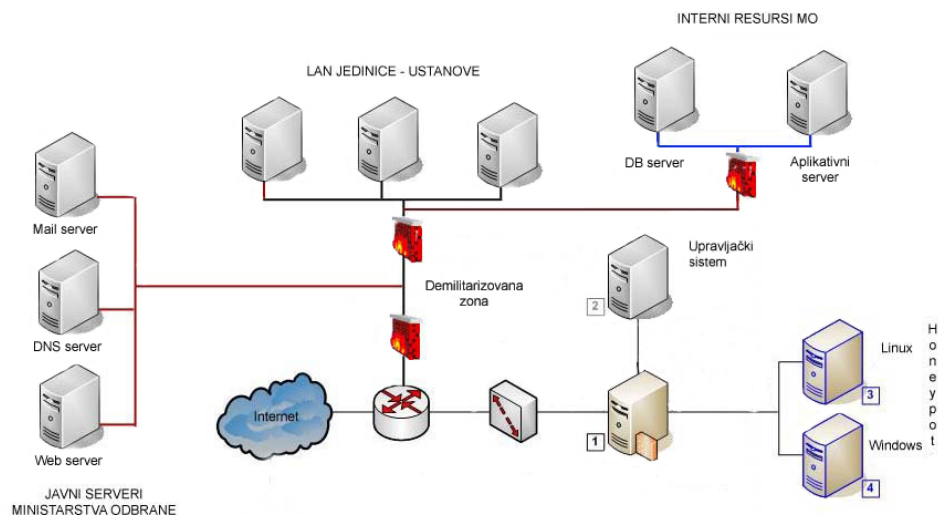 INTERNI RESURSI MO
LAN JEDINICE - USTANOVE
DB server
Aplikativni
server
Mail server
Upravljački
sistem
Demilitarizovana
zona
2
DNS server
Linux
3
Honeypot
Internet
1
Windows
4
Web server
JAVNI SERVERI
MINISTARSTVA ODBRANE